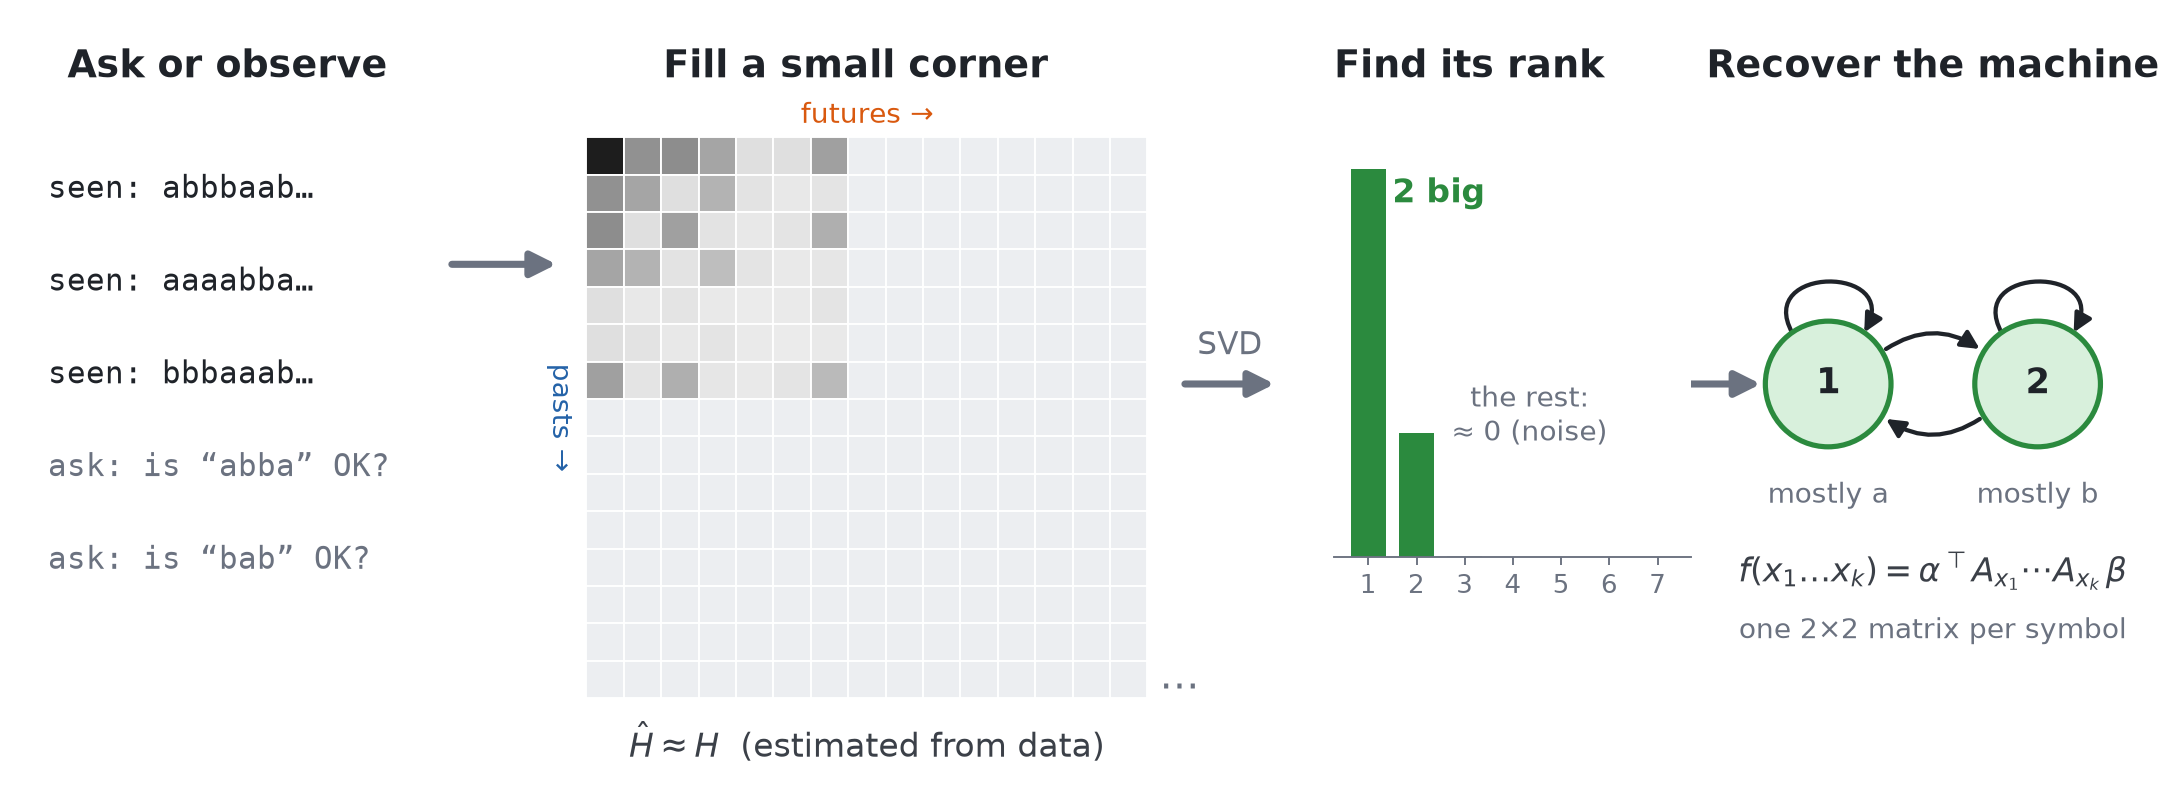 Ask or observe
seen: abbbaab…
seen: aaaabba…
seen: bbbaaab…
ask: is “abba” OK?
ask: is “bab” OK?
Fill a small corner
futures →
pasts →
…
Ĥ ≈ H (estimated from data)
SVD
Find its rank
2 big
the rest:
≈ 0 (noise)
1 2 3 4 5 6 7
Recover the machine
1 2
mostly a mostly b
f(x₁…xₖ) = α⊤Aₓ₁⋯Aₓₖβ
one 2×2 matrix per symbol